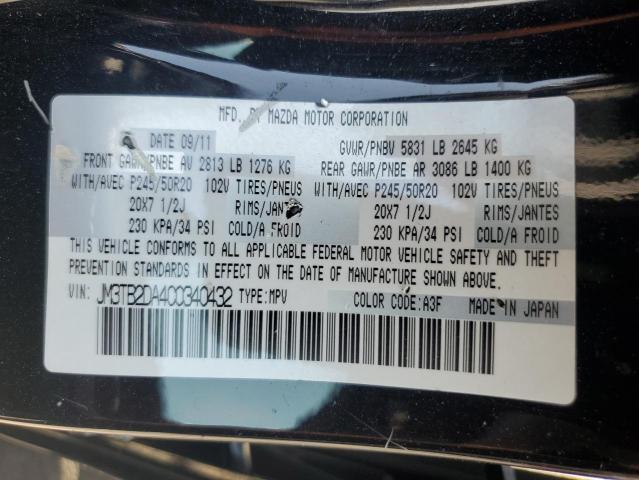 MFD. BY MAZDA MOTOR CORPORATION
DATE 09/11 GVWR/PNBV 5831 LB 2645 KG
FRONT GAWR/PNBE AV 2813 LB 1276 KG REAR GAWR/PNBE AR 3086 LB 1400 KG
WITH/AVEC P245/50R20 102V TIRES/PNEUS WITH/AVEC P245/50R20 102V TIRES/PNEUS
20X7 1/2J RIMS/JANTES 20X7 1/2J RIMS/JANTES
230 KPA/34 PSI COLD/A FROID 230 KPA/34 PSI COLD/A FROID
THIS VEHICLE CONFORMS TO ALL APPLICABLE FEDERAL MOTOR VEHICLE SAFETY AND THEFT
PREVENTION STANDARDS IN EFFECT ON THE DATE OF MANUFACTURE SHOWN ABOVE.
VIN: JM3TB2DA4C0340432 TYPE:MPV COLOR CODE:A3F MADE IN JAPAN